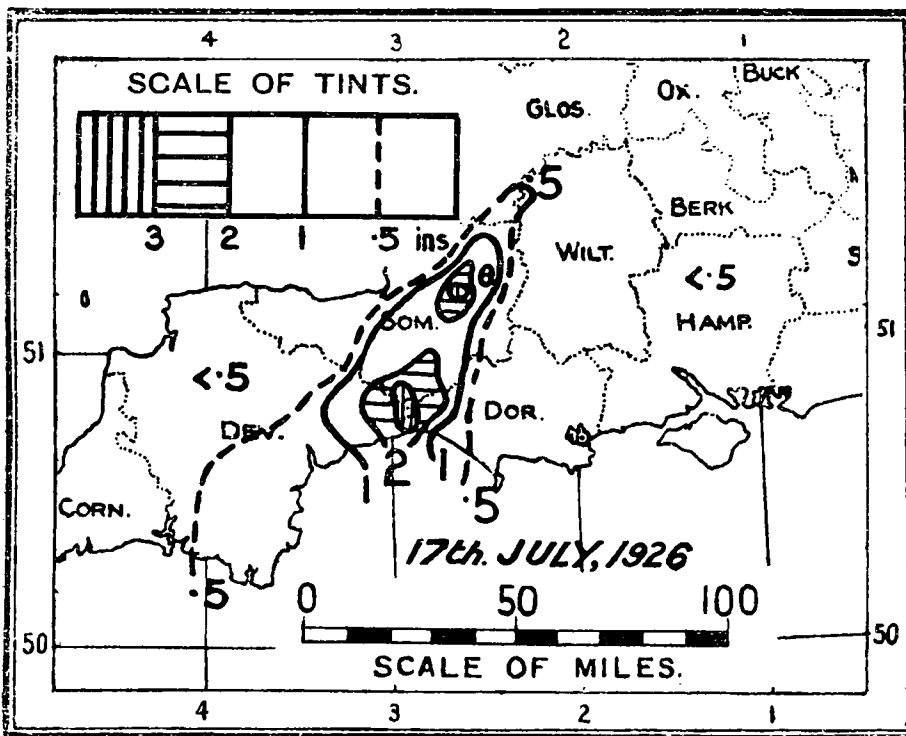 4 3 2 1
SCALE OF TINTS.
3 2 1 ·5 ins
BUCK
OX.
GLOS.
·5
BERK
WILT.
<·5
SOM.
HAMP.
51 51
<·5
DOR.
DEV.
1 2 1 ·5
CORN.
17th. JULY, 1926
·5
0 50 100
50 50
SCALE OF MILES.
4 3 2 1